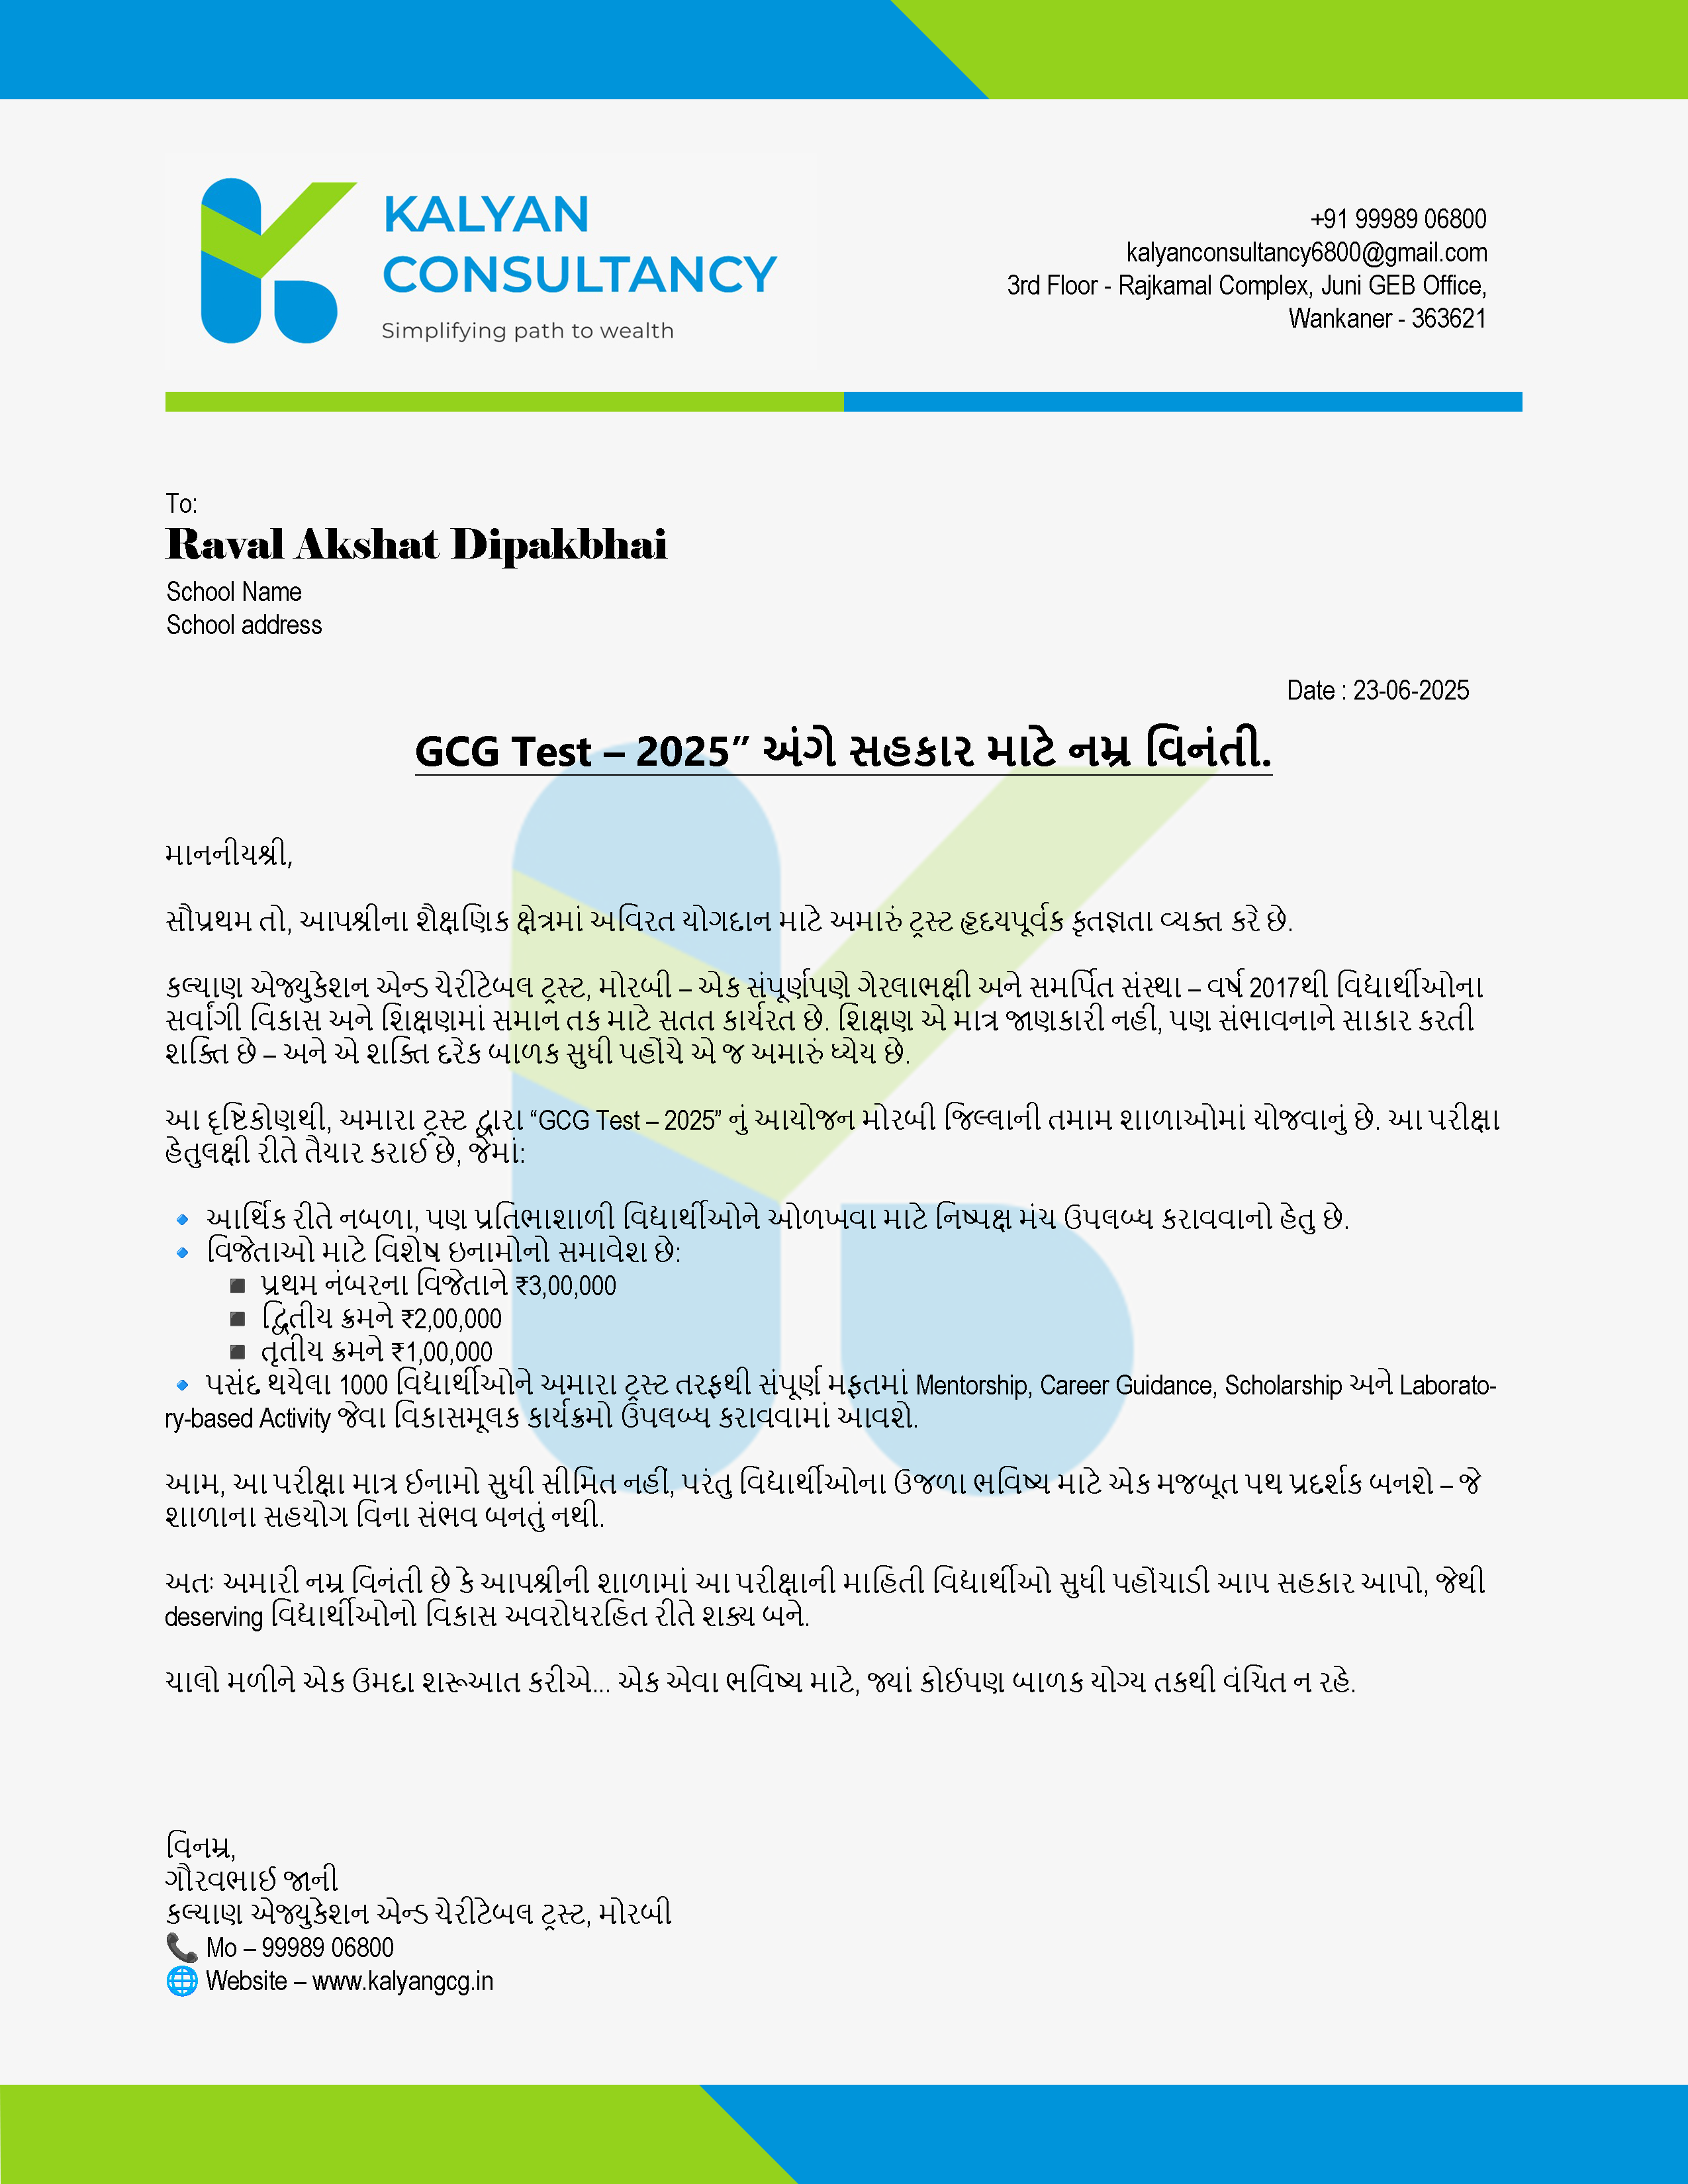 KALYAN
CONSULTANCY
Simplifying path to wealth
+91 99989 06800
kalyanconsultancy6800@gmail.com
3rd Floor - Rajkamal Complex, Juni GEB Office,
Wankaner - 363621
To:
Raval Akshat Dipakbhai
School Name
School address
Date : 23-06-2025
GCG Test – 2025” અંગે સહકાર માટે નમ્ર વિનંતી.
માનનીયશ્રી,
સૌપ્રથમ તો, આપશ્રીના શૈક્ષણિક ક્ષેત્રમાં અવિરત યોગદાન માટે અમારું ટ્રસ્ટ હૃદયપૂર્વક કૃતજ્ઞતા વ્યક્ત કરે છે.
કલ્યાણ એજ્યુકેશન એન્ડ ચેરીટેબલ ટ્રસ્ટ, મોરબી – એક સંપૂર્ણપણે ગેરલાભક્ષી અને સમર્પિત સંસ્થા – વર્ષ 2017થી વિદ્યાર્થીઓના
સર્વાંગી વિકાસ અને શિક્ષણમાં સમાન તક માટે સતત કાર્યરત છે. શિક્ષણ એ માત્ર જાણકારી નહીં, પણ સંભાવનાને સાકાર કરતી
શક્તિ છે – અને એ શક્તિ દરેક બાળક સુધી પહોંચે એ જ અમારું ધ્યેય છે.
આ દૃષ્ટિકોણથી, અમારા ટ્રસ્ટ દ્વારા “GCG Test – 2025” નું આયોજન મોરબી જિલ્લાની તમામ શાળાઓમાં યોજવાનું છે. આ પરીક્ષા
હેતુલક્ષી રીતે તૈયાર કરાઈ છે, જેમાં:
🔹 આર્થિક રીતે નબળા, પણ પ્રતિભાશાળી વિદ્યાર્થીઓને ઓળખવા માટે નિષ્પક્ષ મંચ ઉપલબ્ધ કરાવવાનો હેતુ છે.
🔹 વિજેતાઓ માટે વિશેષ ઇનામોનો સમાવેશ છે:
◾ પ્રથમ નંબરના વિજેતાને ₹3,00,000
◾ દ્વિતીય ક્રમને ₹2,00,000
◾ તૃતીય ક્રમને ₹1,00,000
🔹 પસંદ થયેલા 1000 વિદ્યાર્થીઓને અમારા ટ્રસ્ટ તરફથી સંપૂર્ણ મફતમાં Mentorship, Career Guidance, Scholarship અને Laborato-
ry-based Activity જેવા વિકાસમૂલક કાર્યક્રમો ઉપલબ્ધ કરાવવામાં આવશે.
આમ, આ પરીક્ષા માત્ર ઈનામો સુધી સીમિત નહીં, પરંતુ વિદ્યાર્થીઓના ઉજળા ભવિષ્ય માટે એક મજબૂત પથ પ્રદર્શક બનશે – જે
શાળાના સહયોગ વિના સંભવ બનતું નથી.
અતઃ અમારી નમ્ર વિનંતી છે કે આપશ્રીની શાળામાં આ પરીક્ષાની માહિતી વિદ્યાર્થીઓ સુધી પહોંચાડી આપ સહકાર આપો, જેથી
deserving વિદ્યાર્થીઓનો વિકાસ અવરોધરહિત રીતે શક્ય બને.
ચાલો મળીને એક ઉમદા શરૂઆત કરીએ... એક એવા ભવિષ્ય માટે, જ્યાં કોઈપણ બાળક યોગ્ય તકથી વંચિત ન રહે.
વિનમ્ર,
ગૌરવભાઈ જાની
કલ્યાણ એજ્યુકેશન એન્ડ ચેરીટેબલ ટ્રસ્ટ, મોરબી
📞 Mo – 99989 06800
🌐 Website – www.kalyangcg.in